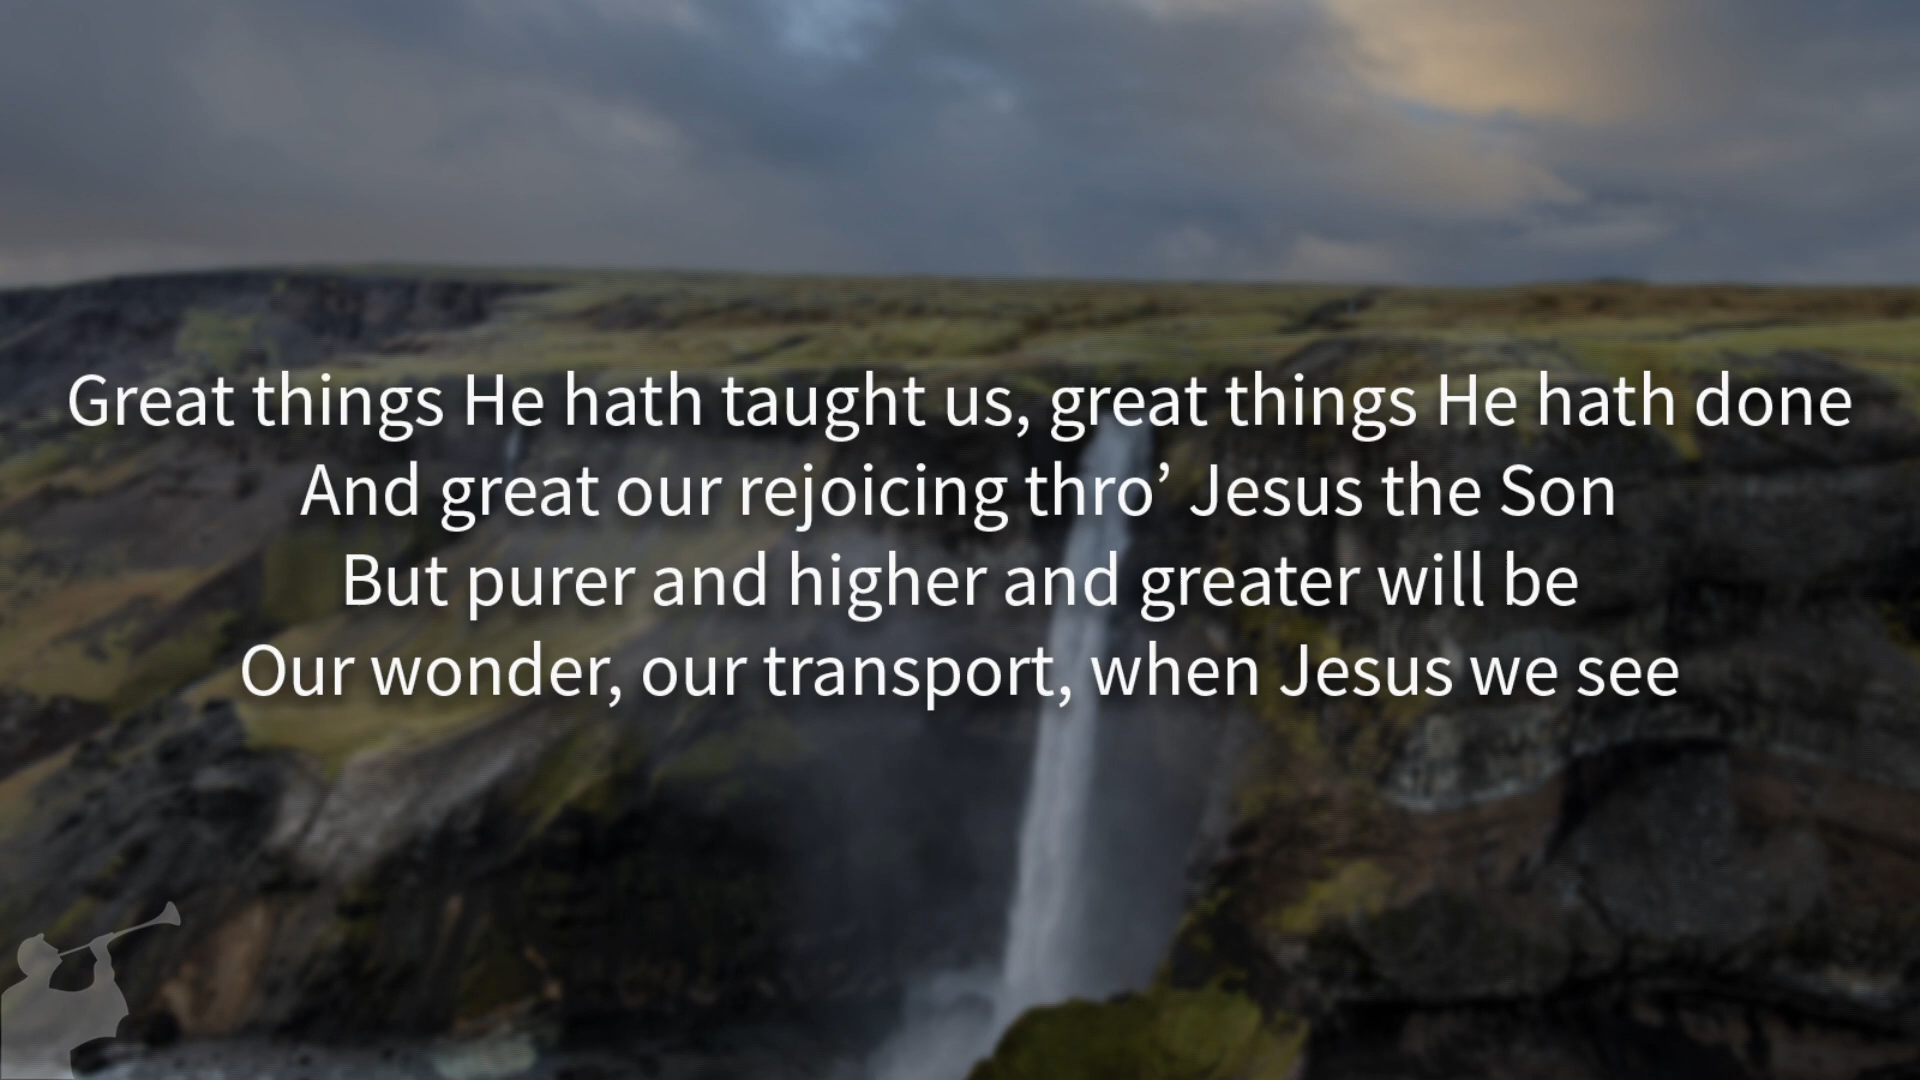 Great things He hath taught us, great things He hath done
And great our rejoicing thro’ Jesus the Son
But purer and higher and greater will be
Our wonder, our transport, when Jesus we see